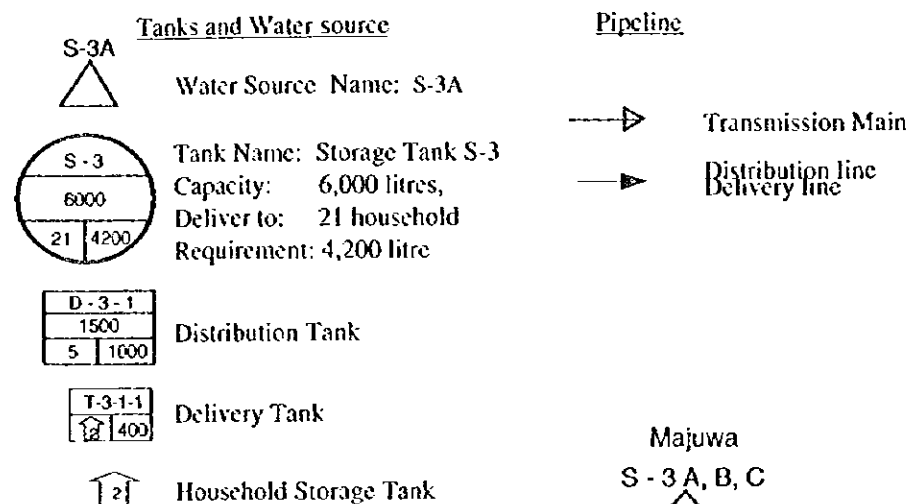 Tanks and Water source
S-3A
Water Source Name: S-3A
S - 3
6000
21 4200
Tank Name: Storage Tank S-3
Capacity: 6,000 litres,
Deliver to: 21 household
Requirement: 4,200 litre
D - 3 - 1
1500
5 1000
Distribution Tank
T-3-1-1
2 400
Delivery Tank
2
Household Storage Tank
Pipeline
Transmission Main
Distribution line
Delivery line
Majuwa
S - 3 A, B, C